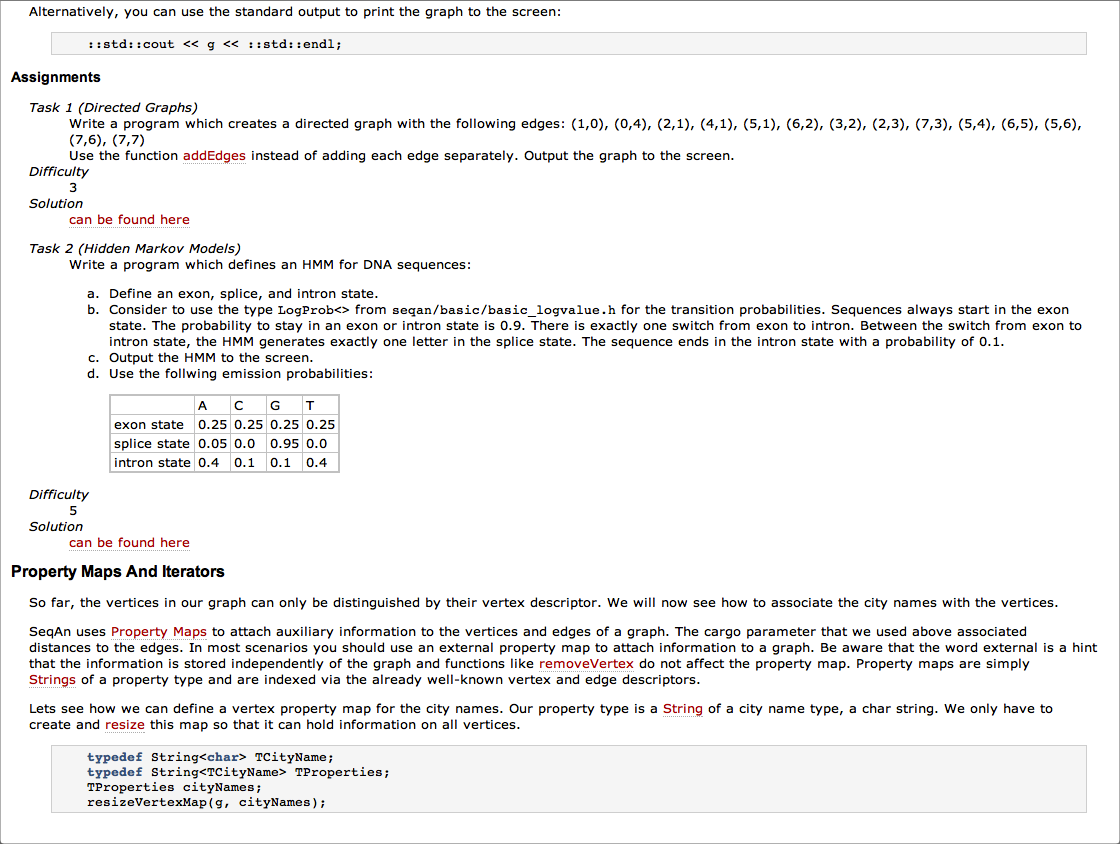 Alternatively, you can use the standard output to print the graph to the screen:
::std::cout << g << ::std::endl;
Assignments
Task 1 (Directed Graphs)
Write a program which creates a directed graph with the following edges: (1,0), (0,4), (2,1), (4,1), (5,1), (6,2), (3,2), (2,3), (7,3), (5,4), (6,5), (5,6),
(7,6), (7,7)
Use the function addEdges instead of adding each edge separately. Output the graph to the screen.
Difficulty
3
Solution
can be found here
Task 2 (Hidden Markov Models)
Write a program which defines an HMM for DNA sequences:
a. Define an exon, splice, and intron state.
b. Consider to use the type LogProb<> from seqan/basic/basic_logvalue.h for the transition probabilities. Sequences always start in the exon
state. The probability to stay in an exon or intron state is 0.9. There is exactly one switch from exon to intron. Between the switch from exon to
intron state, the HMM generates exactly one letter in the splice state. The sequence ends in the intron state with a probability of 0.1.
c. Output the HMM to the screen.
d. Use the follwing emission probabilities:
A C G T
exon state 0.25 0.25 0.25 0.25
splice state 0.05 0.0 0.95 0.0
intron state 0.4 0.1 0.1 0.4
Difficulty
5
Solution
can be found here
Property Maps And Iterators
So far, the vertices in our graph can only be distinguished by their vertex descriptor. We will now see how to associate the city names with the vertices.
SeqAn uses Property Maps to attach auxiliary information to the vertices and edges of a graph. The cargo parameter that we used above associated
distances to the edges. In most scenarios you should use an external property map to attach information to a graph. Be aware that the word external is a hint
that the information is stored independently of the graph and functions like removeVertex do not affect the property map. Property maps are simply
Strings of a property type and are indexed via the already well-known vertex and edge descriptors.
Lets see how we can define a vertex property map for the city names. Our property type is a String of a city name type, a char string. We only have to
create and resize this map so that it can hold information on all vertices.
typedef String<char> TCityName;
typedef String<TCityName> TProperties;
TProperties cityNames;
resizeVertexMap(g, cityNames);